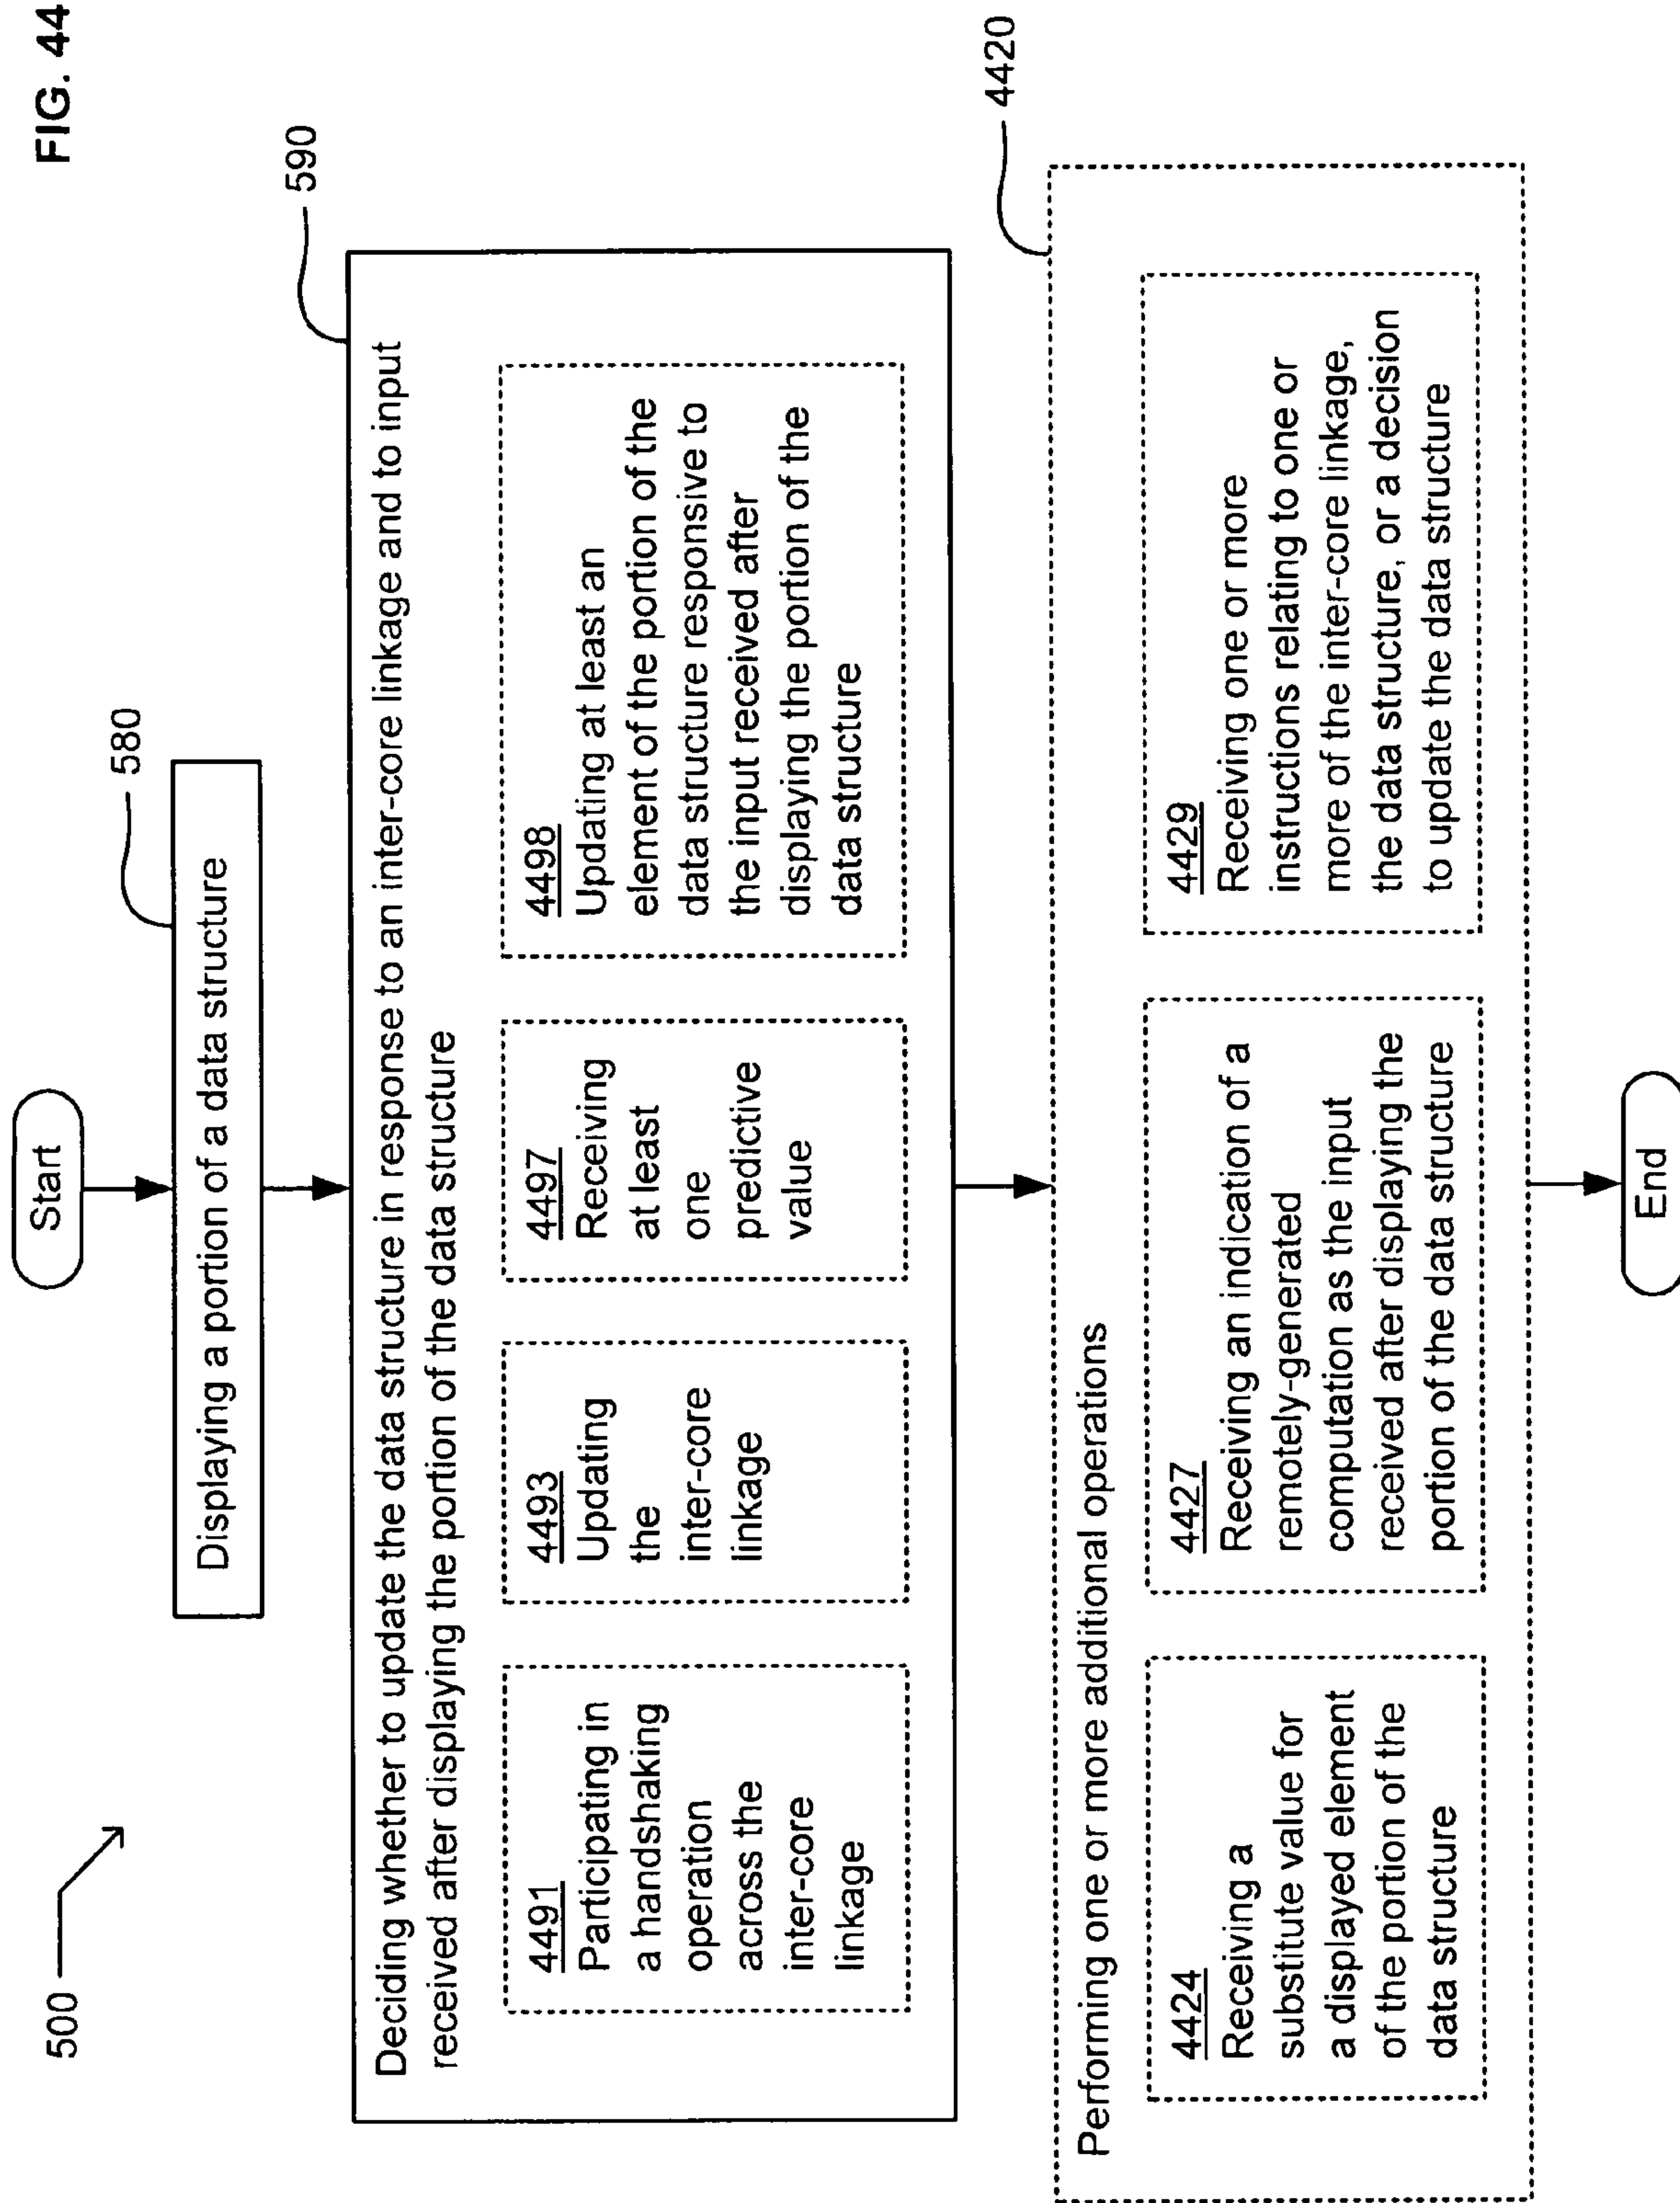 FIG. 44
500
Start
580
Displaying a portion of a data structure
590
Deciding whether to update the data structure in response to an inter-core linkage and to input
received after displaying the portion of the data structure
4491
Participating in
a handshaking
operation
across the
inter-core
linkage
4493
Updating
the
inter-core
linkage
4497
Receiving
at least
one
predictive
value
4498
Updating at least an
element of the portion of the
data structure responsive to
the input received after
displaying the portion of the
data structure
4420
Performing one or more additional operations
4424
Receiving a
substitute value for
a displayed element
of the portion of the
data structure
4427
Receiving an indication of a
remotely-generated
computation as the input
received after displaying the
portion of the data structure
4429
Receiving one or more
instructions relating to one or
more of the inter-core linkage,
the data structure, or a decision
to update the data structure
End